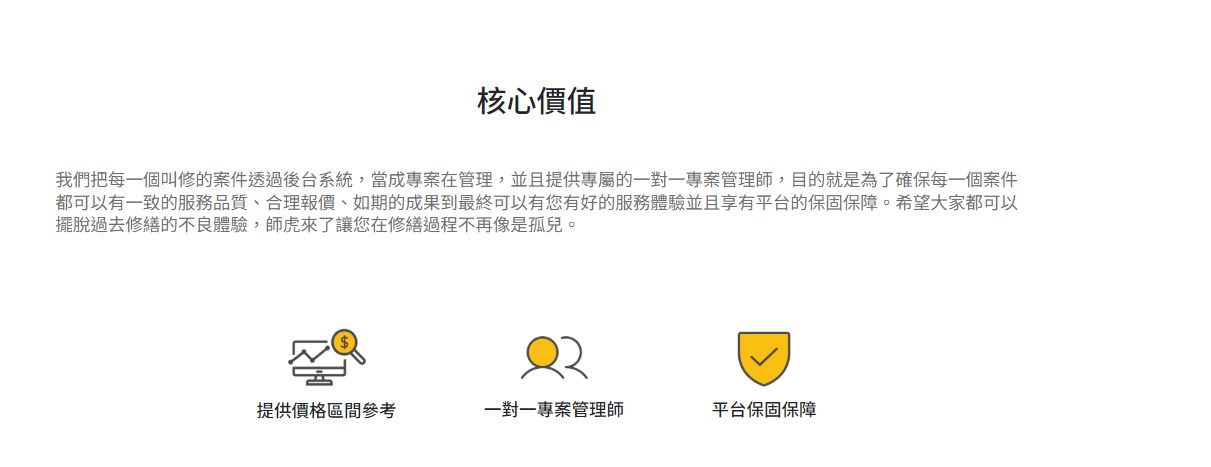 核心價值
我們把每一個叫修的案件透過後台系統，當成專案在管理，並且提供專屬的一對一專案管理師，目的就是為了確保每一個案件
都可以有一致的服務品質、合理報價、如期的成果到最終可以有您有好的服務體驗並且享有平台的保固保障。希望大家都可以
擺脫過去修繕的不良體驗，師虎來了讓您在修繕過程不再像是孤兒。
$
提供價格區間參考
一對一專案管理師
平台保固保障